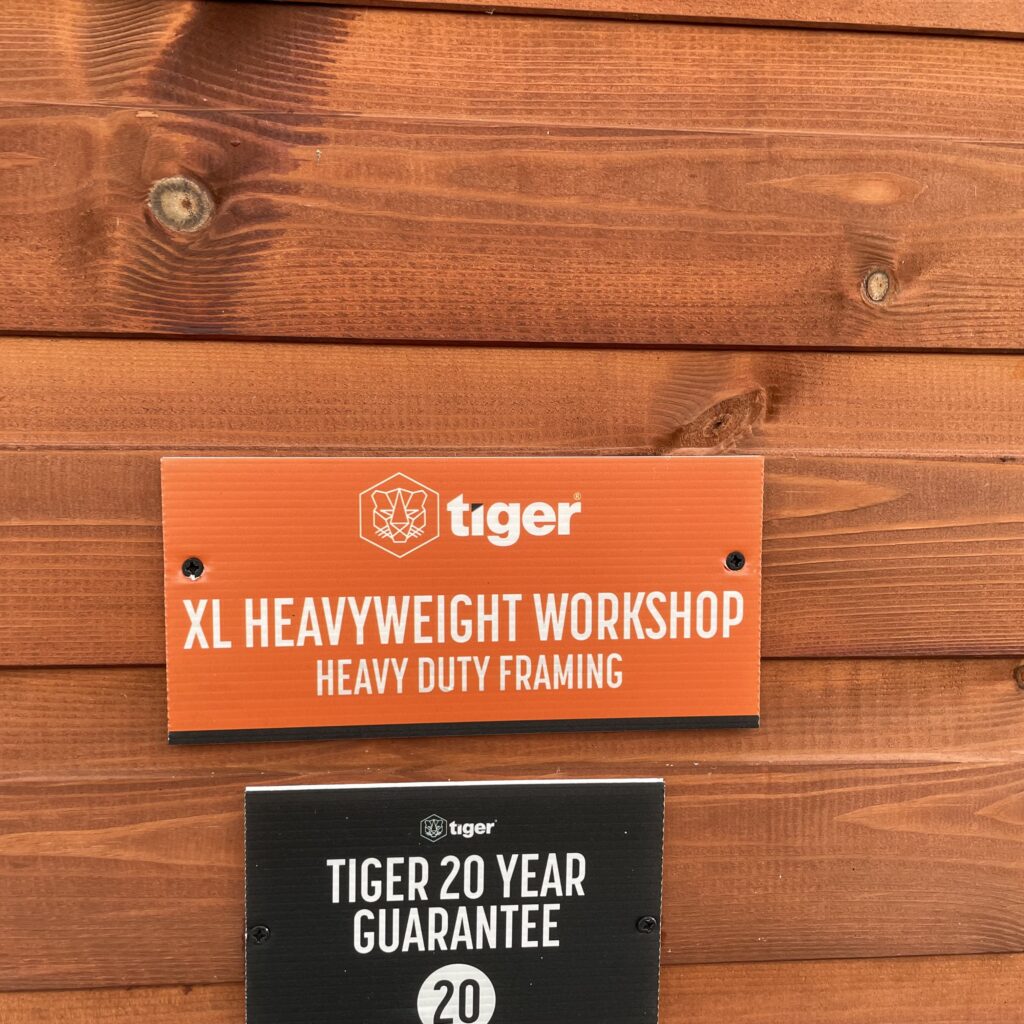 tiger®
XL HEAVYWEIGHT WORKSHOP
HEAVY DUTY FRAMING
tiger
TIGER 20 YEAR
GUARANTEE
20